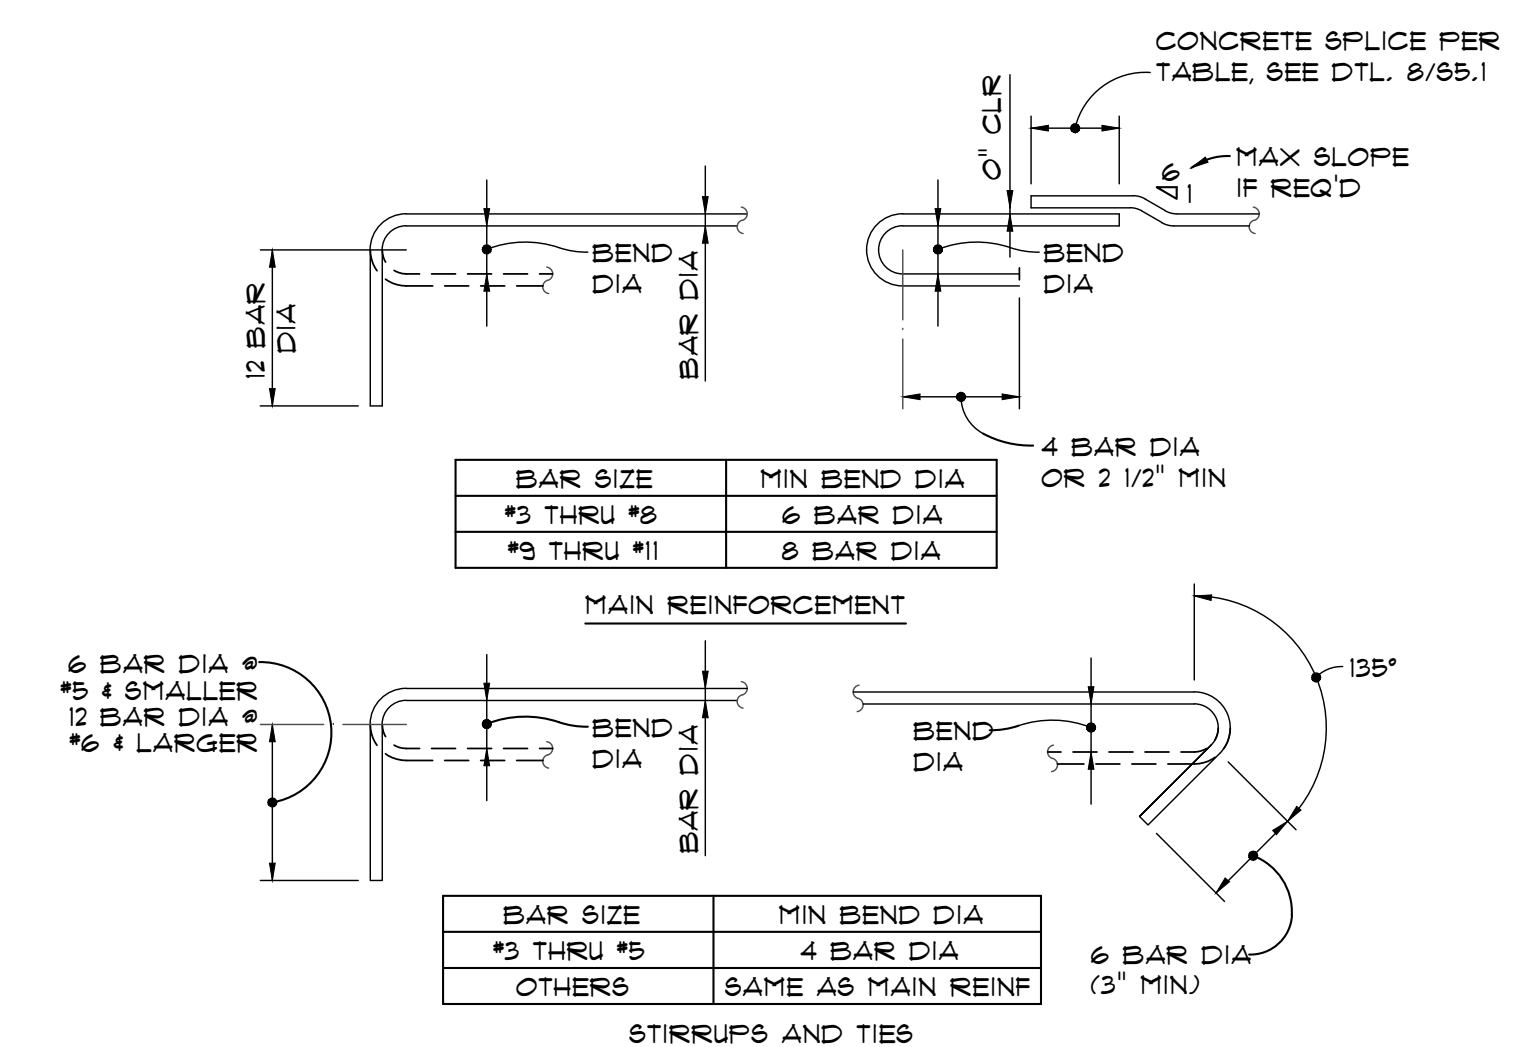 CONCRETE SPLICE PER
TABLE, SEE DTL. 8/S5.1
0" CLR
6
1
MAX SLOPE
IF REQ'D
12 BAR
DIA
BEND
DIA
BAR DIA
BEND
DIA
4 BAR DIA
OR 2 1/2" MIN
BAR SIZE MIN BEND DIA
#3 THRU #8 6 BAR DIA
#9 THRU #11 8 BAR DIA
MAIN REINFORCEMENT
6 BAR DIA @
#5 & SMALLER
12 BAR DIA @
#6 & LARGER
BEND
DIA
BAR DIA
BEND
DIA
135°
6 BAR DIA
(3" MIN)
BAR SIZE MIN BEND DIA
#3 THRU #5 4 BAR DIA
OTHERS SAME AS MAIN REINF
STIRRUPS AND TIES